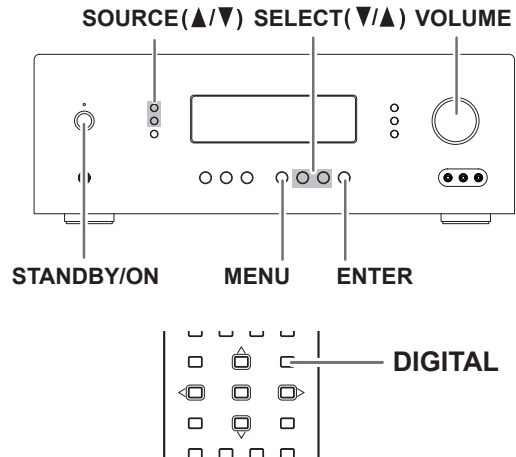 SOURCE(▲/▼) SELECT(▼/▲) VOLUME
STANDBY/ON MENU ENTER
DIGITAL